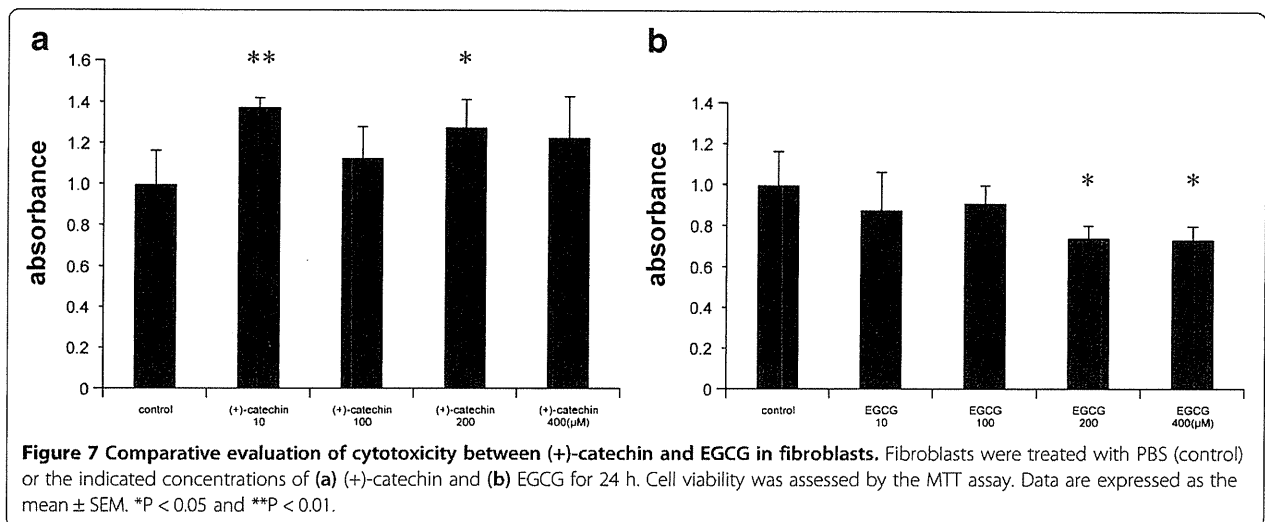 a
1.6
1.4
1.2
1.0
0.8
0.6
0.4
0.2
0
absorbance
** *
control (+)-catechin 10 (+)-catechin 100 (+)-catechin 200 (+)-catechin 400(μM)
b
1.4
1.2
1.0
0.8
0.6
0.4
0.2
0
absorbance
* *
control EGCG 10 EGCG 100 EGCG 200 EGCG 400(μM)
Figure 7 Comparative evaluation of cytotoxicity between (+)-catechin and EGCG in fibroblasts. Fibroblasts were treated with PBS (control)
or the indicated concentrations of (a) (+)-catechin and (b) EGCG for 24 h. Cell viability was assessed by the MTT assay. Data are expressed as the
mean ± SEM. *P < 0.05 and **P < 0.01.